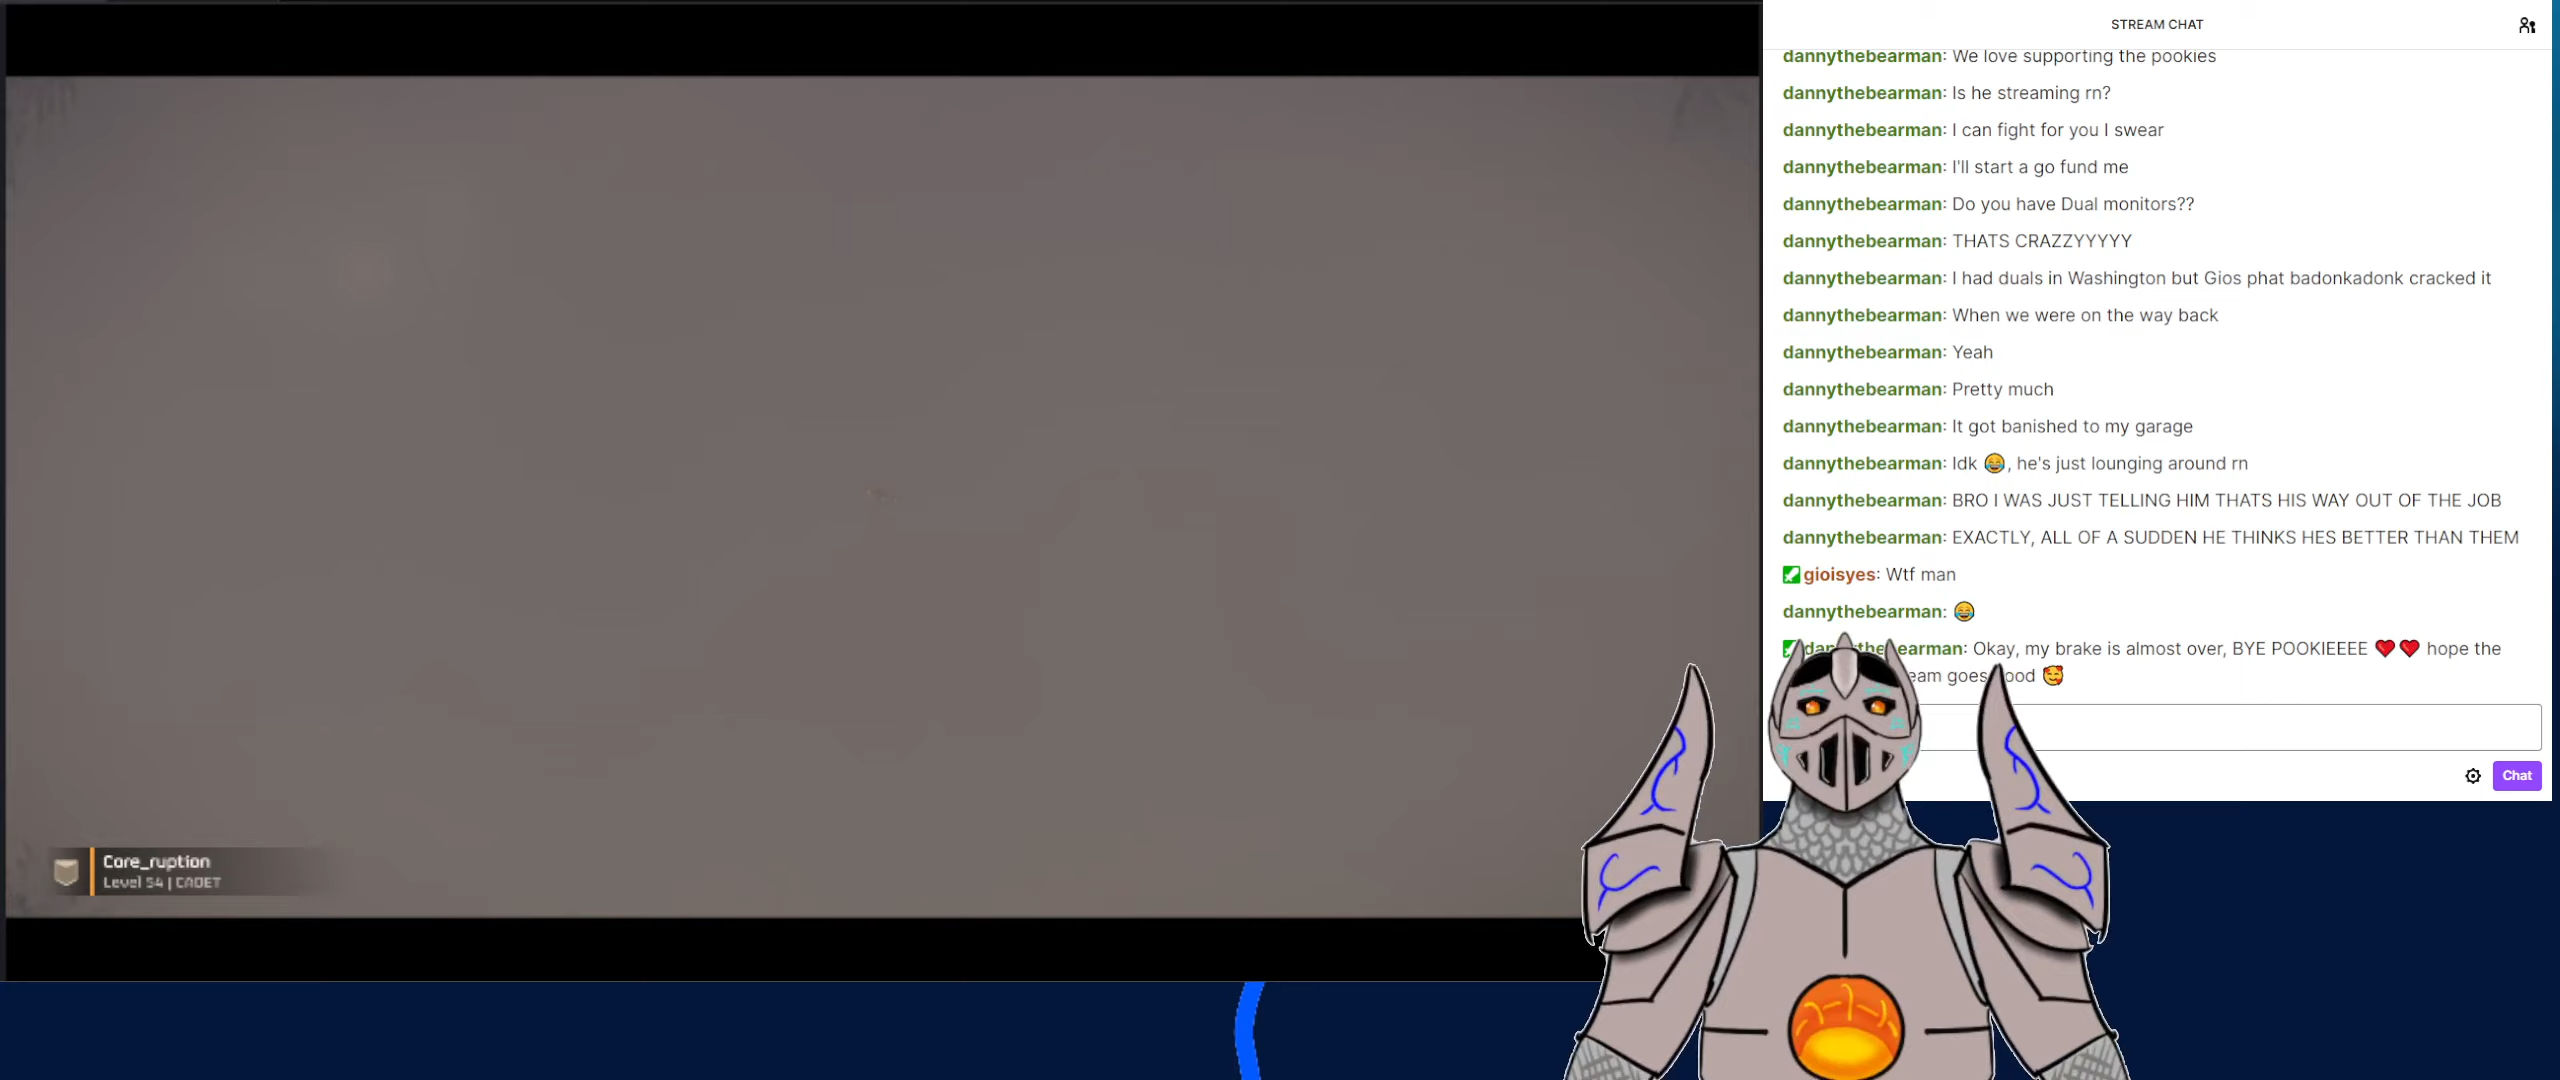 STREAM CHAT
dannythebearman: We love supporting the pookies
dannythebearman: Is he streaming rn?
dannythebearman: I can fight for you I swear
dannythebearman: I'll start a go fund me
dannythebearman: Do you have Dual monitors??
dannythebearman: THATS CRAZZYYYYY
dannythebearman: I had duals in Washington but Gios phat badonkadonk cracked it
dannythebearman: When we were on the way back
dannythebearman: Yeah
dannythebearman: Pretty much
dannythebearman: It got banished to my garage
dannythebearman: Idk 😂, he's just lounging around rn
dannythebearman: BRO I WAS JUST TELLING HIM THATS HIS WAY OUT OF THE JOB
dannythebearman: EXACTLY, ALL OF A SUDDEN HE THINKS HES BETTER THAN THEM
gioisyes: Wtf man
dannythebearman: 😂
earman: Okay, my brake is almost over, BYE POOKIEEEE ❤️❤️ hope the
eam goes ood 🥰
Chat
Core_ruption
Level 54 | CADET